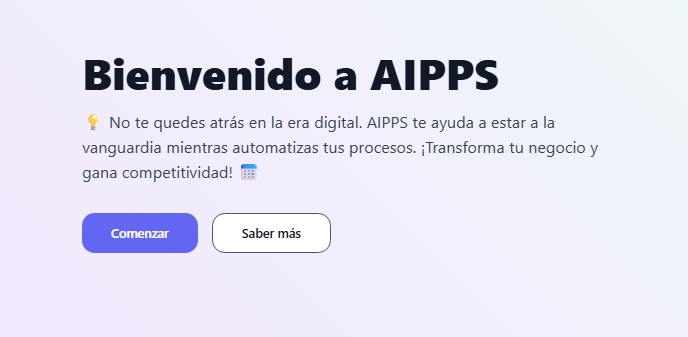 Bienvenido a AIPPS
💡 No te quedes atrás en la era digital. AIPPS te ayuda a estar a la
vanguardia mientras automatizas tus procesos. ¡Transforma tu negocio y
gana competitividad! 📅
Comenzar
Saber más